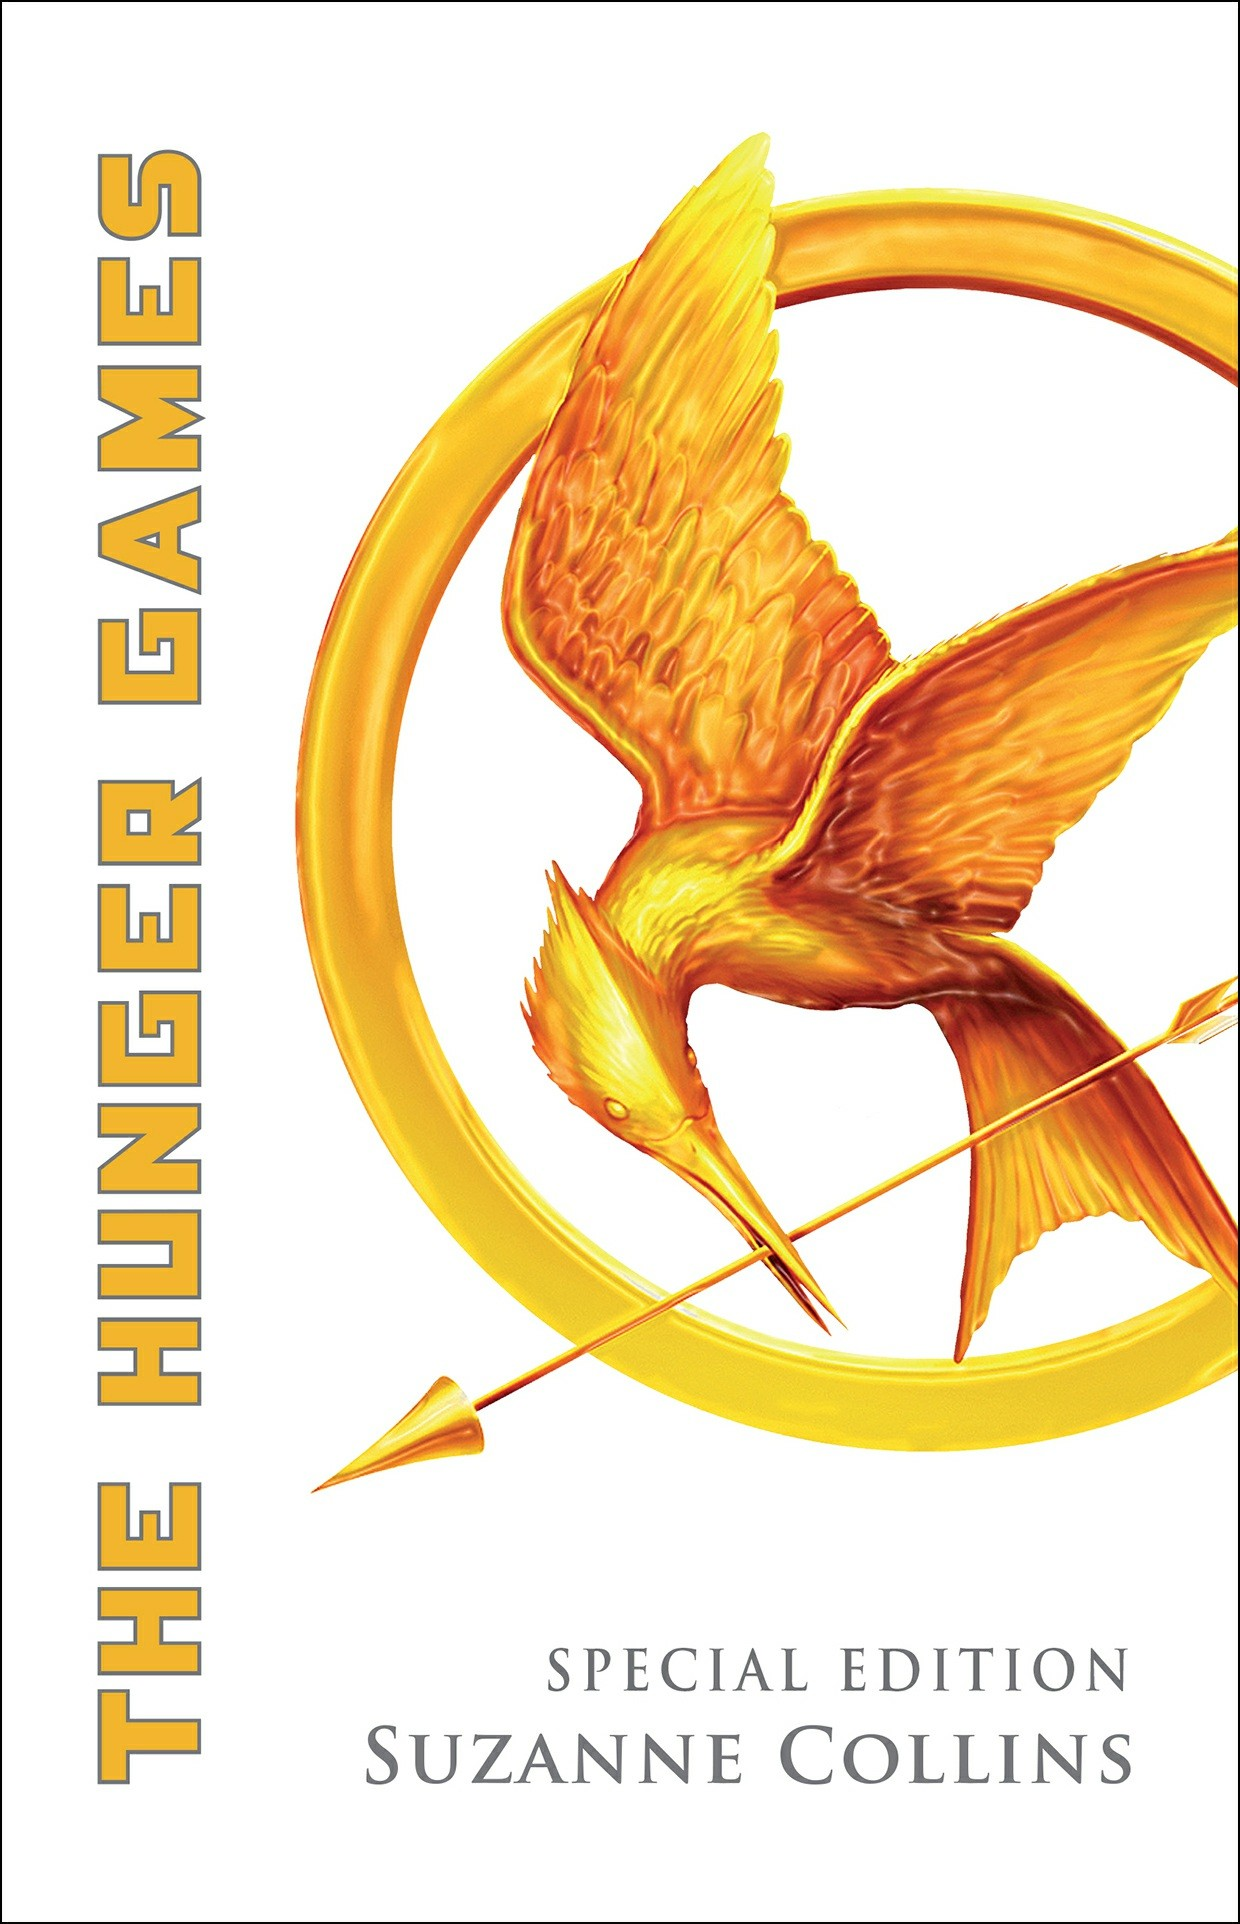 THE HUNGER GAMES
SPECIAL EDITION
SUZANNE COLLINS